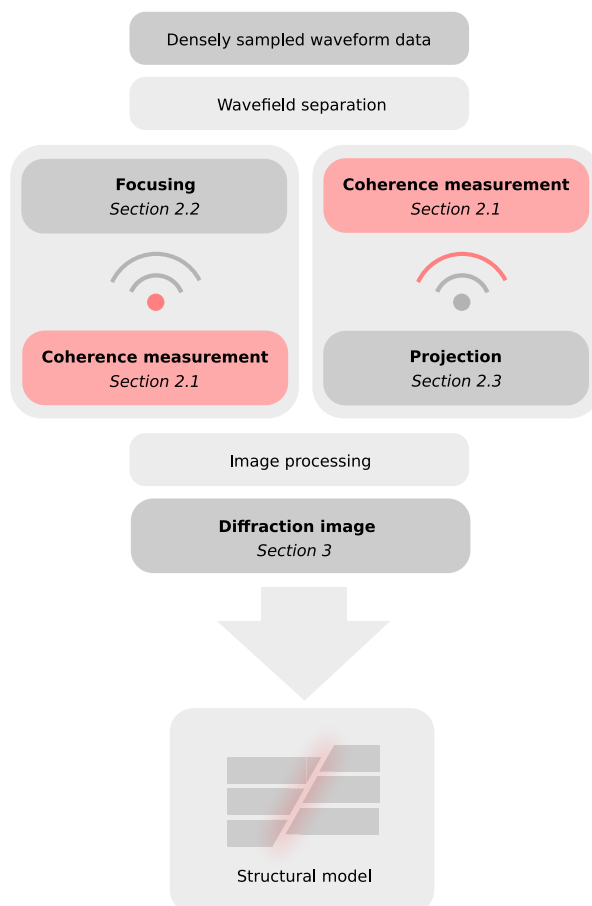 Densely sampled waveform data
Wavefield separation
Focusing
Section 2.2
Coherence measurement
Section 2.1
Coherence measurement
Section 2.1
Projection
Section 2.3
Image processing
Diffraction image
Section 3
Structural model